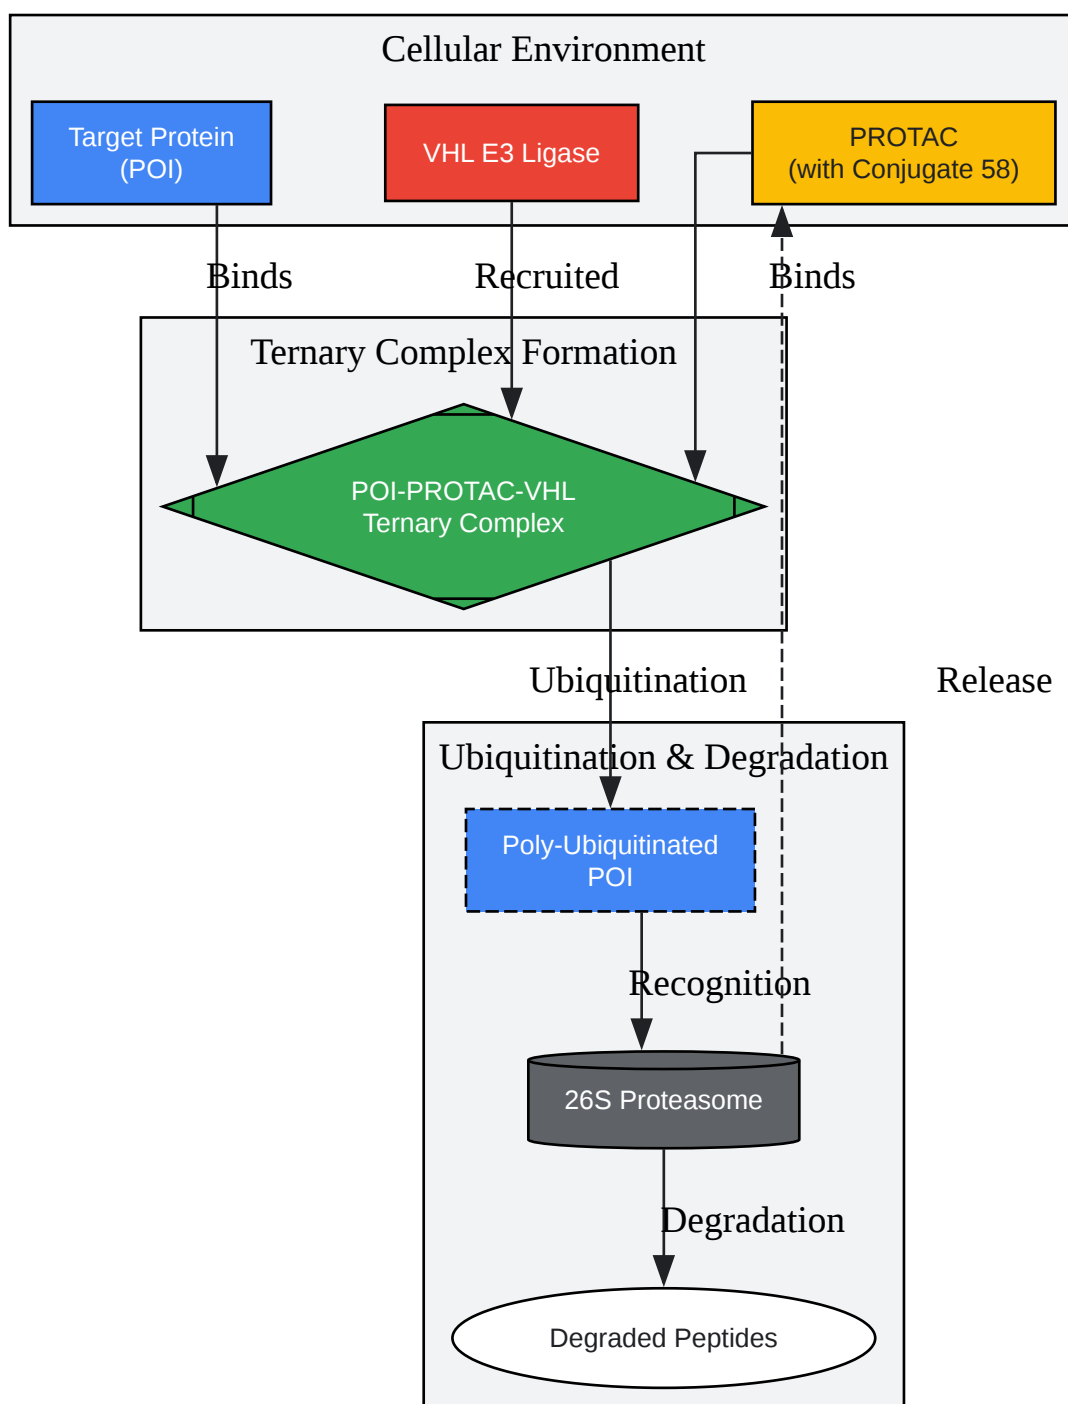 Cellular Environment
Target Protein
(POI)
VHL E3 Ligase
PROTAC
(with Conjugate 58)
Binds
Recruited
Binds
Ternary Complex Formation
POI-PROTAC-VHL
Ternary Complex
Ubiquitination
Release
Ubiquitination & Degradation
Poly-Ubiquitinated
POI
Recognition
26S Proteasome
Degradation
Degraded Peptides